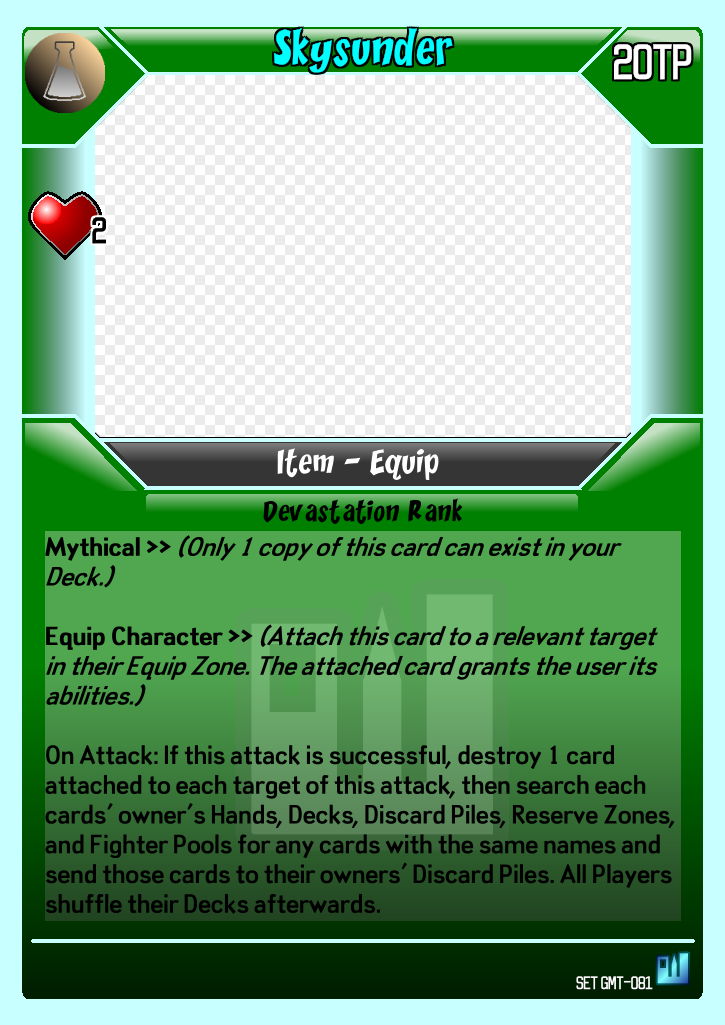 Skysunder
20TP
2
Item - Equip
Devastation Rank
Mythical >> (Only 1 copy of this card can exist in your
Deck.)
Equip Character >> (Attach this card to a relevant target
in their Equip Zone. The attached card grants the user its
abilities.)
On Attack: If this attack is successful, destroy 1 card
attached to each target of this attack, then search each
cards' owner's Hands, Decks, Discard Piles, Reserve Zones,
and Fighter Pools for any cards with the same names and
send those cards to their owners' Discard Piles. All Players
shuffle their Decks afterwards.
SET GMT-081